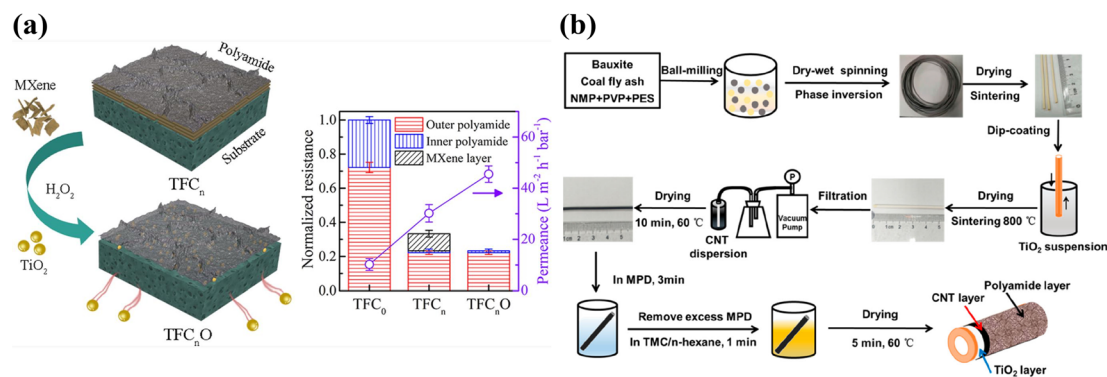 (a)
Polyamide
MXene
Substrate
TFCn
H2O2
TiO2
TFCnO
Normalized resistance
1.0
0.8
0.6
0.4
0.2
0.0
Outer polyamide
Inner polyamide
MXene layer
60
40
20
0
Permeance (L m-2 h-1 bar-1)
TFC0
TFCn
TFCnO
(b)
Bauxite
Coal fly ash
NMP+PVP+PES
Ball-milling
Dry-wet spinning
Phase inversion
Drying
Sintering
Dip-coating
TiO2 suspension
Drying
Sintering 800 ℃
Filtration
P
Vacuum
Pump
CNT
dispersion
Drying
10 min, 60 ℃
In MPD, 3min
Remove excess MPD
In TMC/n-hexane, 1 min
Drying
5 min, 60 ℃
CNT layer
Polyamide layer
TiO2 layer